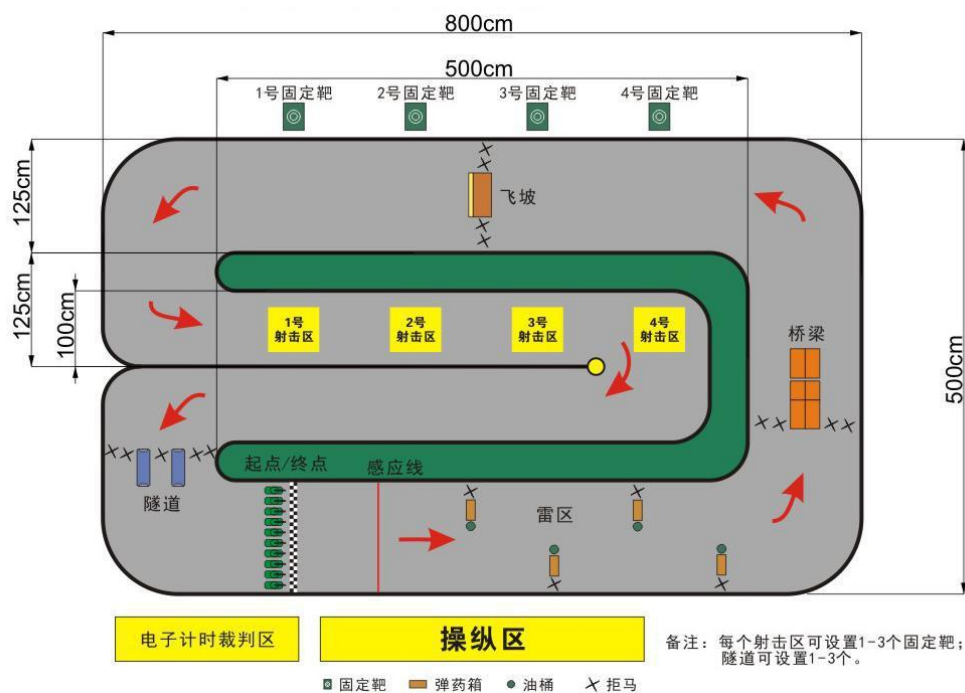 800cm
500cm
1号固定靶
2号固定靶
3号固定靶
4号固定靶
125cm
125cm
100cm
500cm
飞坡
1号
射击区
2号
射击区
3号
射击区
4号
射击区
桥梁
起点/终点
感应线
隧道
雷区
电子计时裁判区
操纵区
备注：每个射击区可设置1-3个固定靶；
隧道可设置1-3个。
固定靶
弹药箱
油桶
拒马